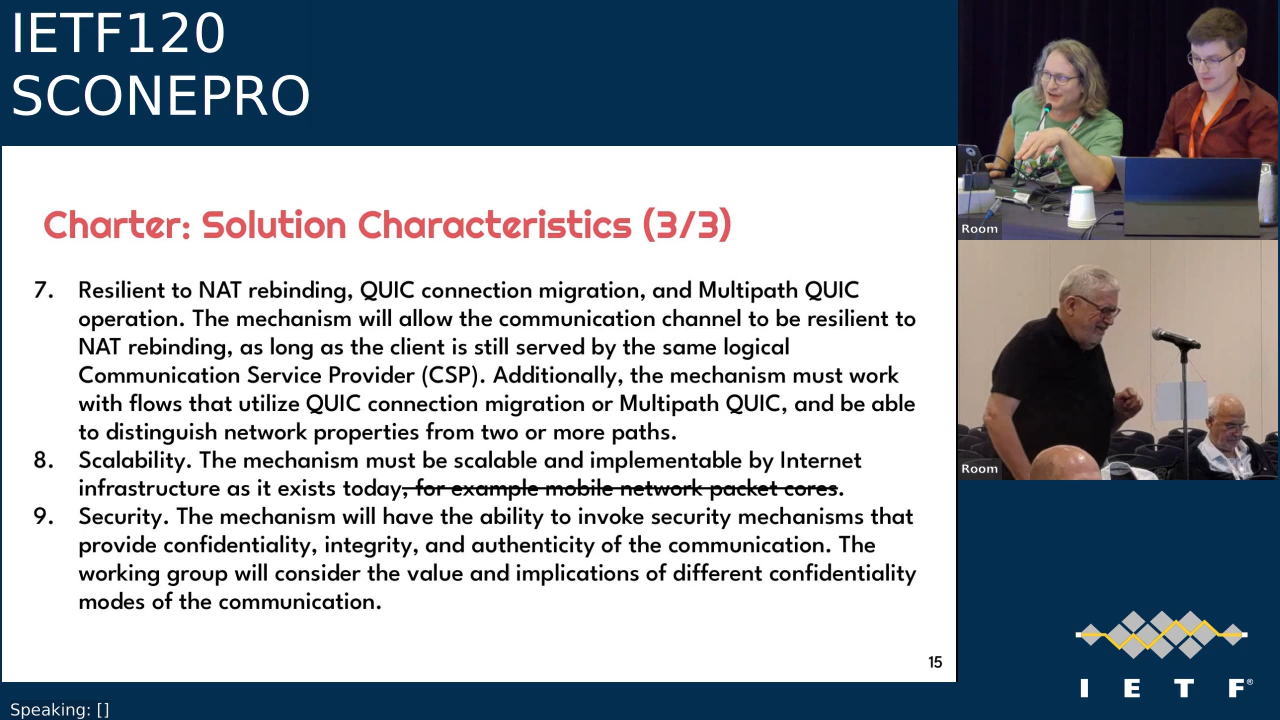 IETF120
SCONEPRO
Charter: Solution Characteristics (3/3)
7. Resilient to NAT rebinding, QUIC connection migration, and Multipath QUIC
operation. The mechanism will allow the communication channel to be resilient to
NAT rebinding, as long as the client is still served by the same logical
Communication Service Provider (CSP). Additionally, the mechanism must work
with flows that utilize QUIC connection migration or Multipath QUIC, and be able
to distinguish network properties from two or more paths.
8. Scalability. The mechanism must be scalable and implementable by Internet
infrastructure as it exists today, for example mobile network packet cores.
9. Security. The mechanism will have the ability to invoke security mechanisms that
provide confidentiality, integrity, and authenticity of the communication. The
working group will consider the value and implications of different confidentiality
modes of the communication.
15
Room
Room
I E T F®
Speaking: []